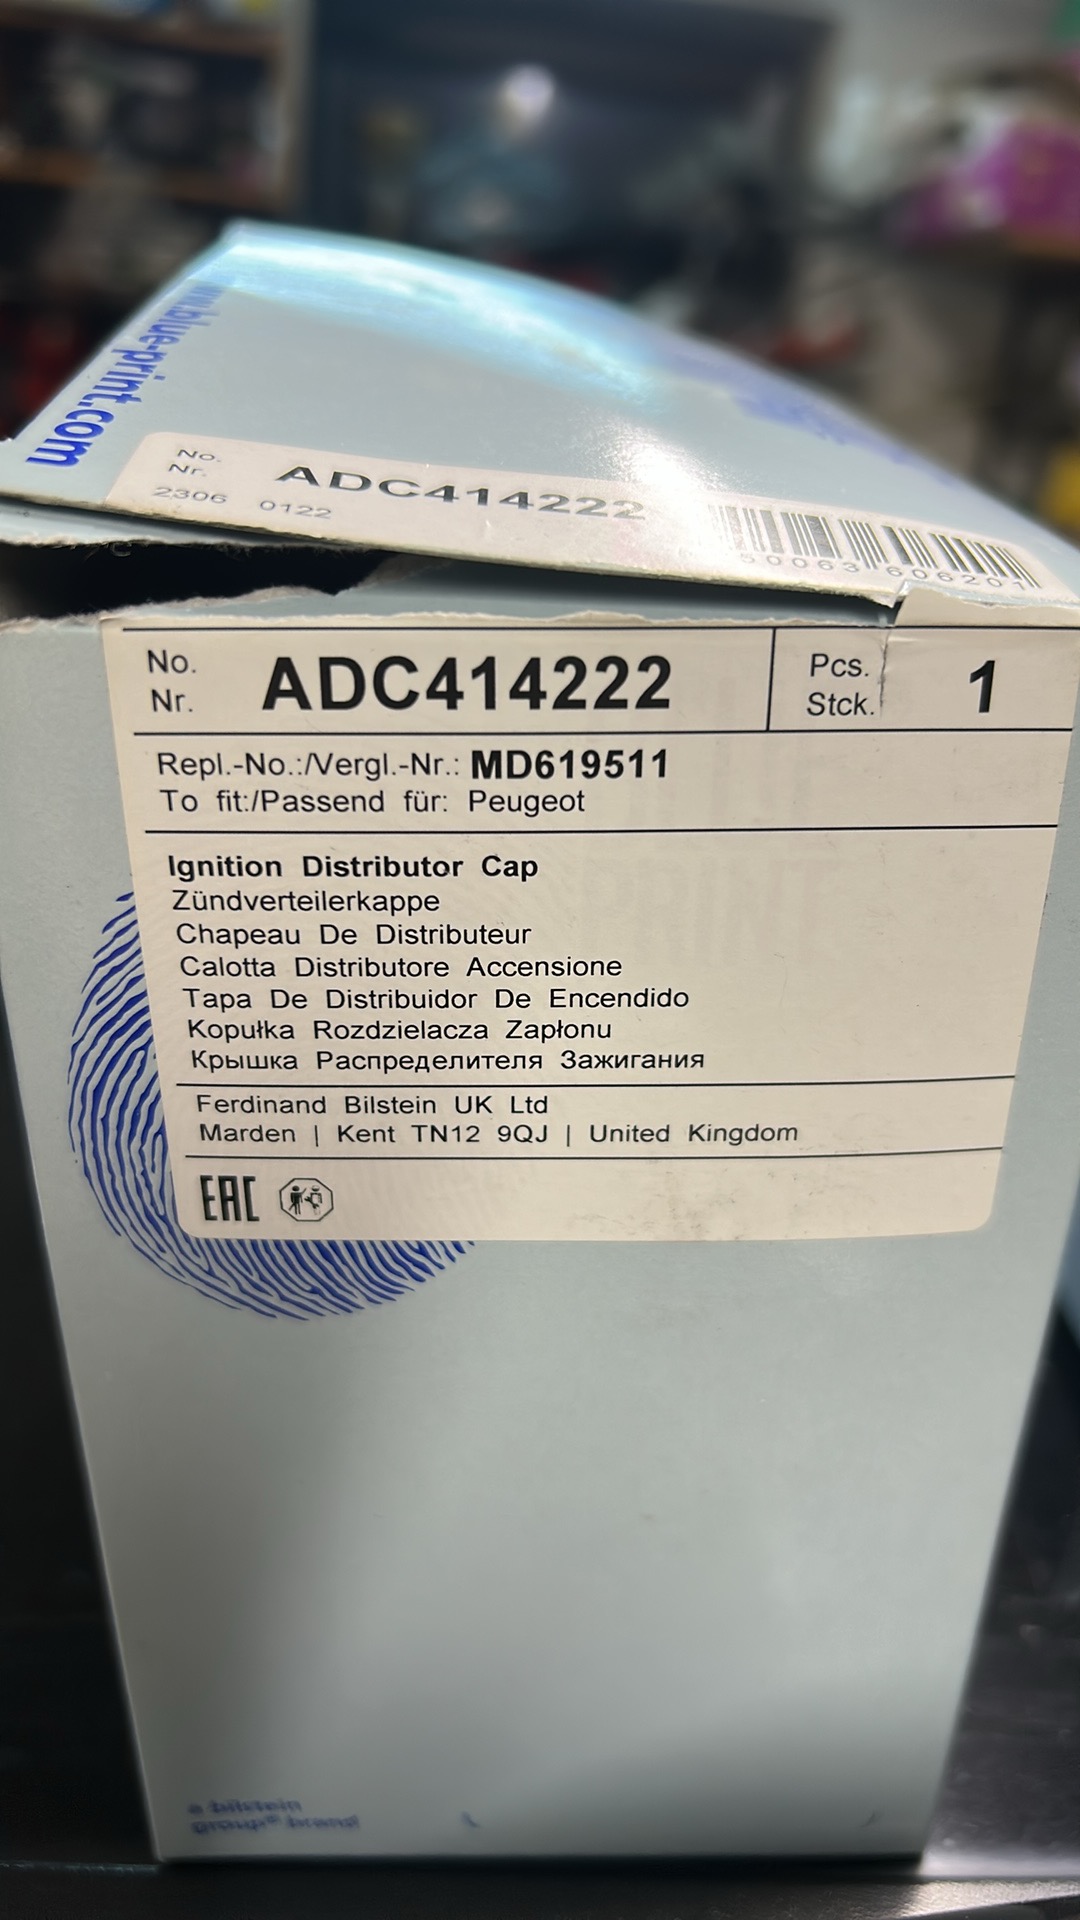 www.blue-print.com
No.
Nr. ADC414222
2306 0122
50063 606201
No.
Nr. ADC414222 Pcs.
Stck. 1
Repl.-No.:/Vergl.-Nr.: MD619511
To fit:/Passend für: Peugeot
Ignition Distributor Cap
Zündverteilerkappe
Chapeau De Distributeur
Calotta Distributore Accensione
Tapa De Distribuidor De Encendido
Kopułka Rozdzielacza Zapłonu
Крышка Распределителя Зажигания
Ferdinand Bilstein UK Ltd
Marden | Kent TN12 9QJ | United Kingdom
EAC
a bilstein
group® brand